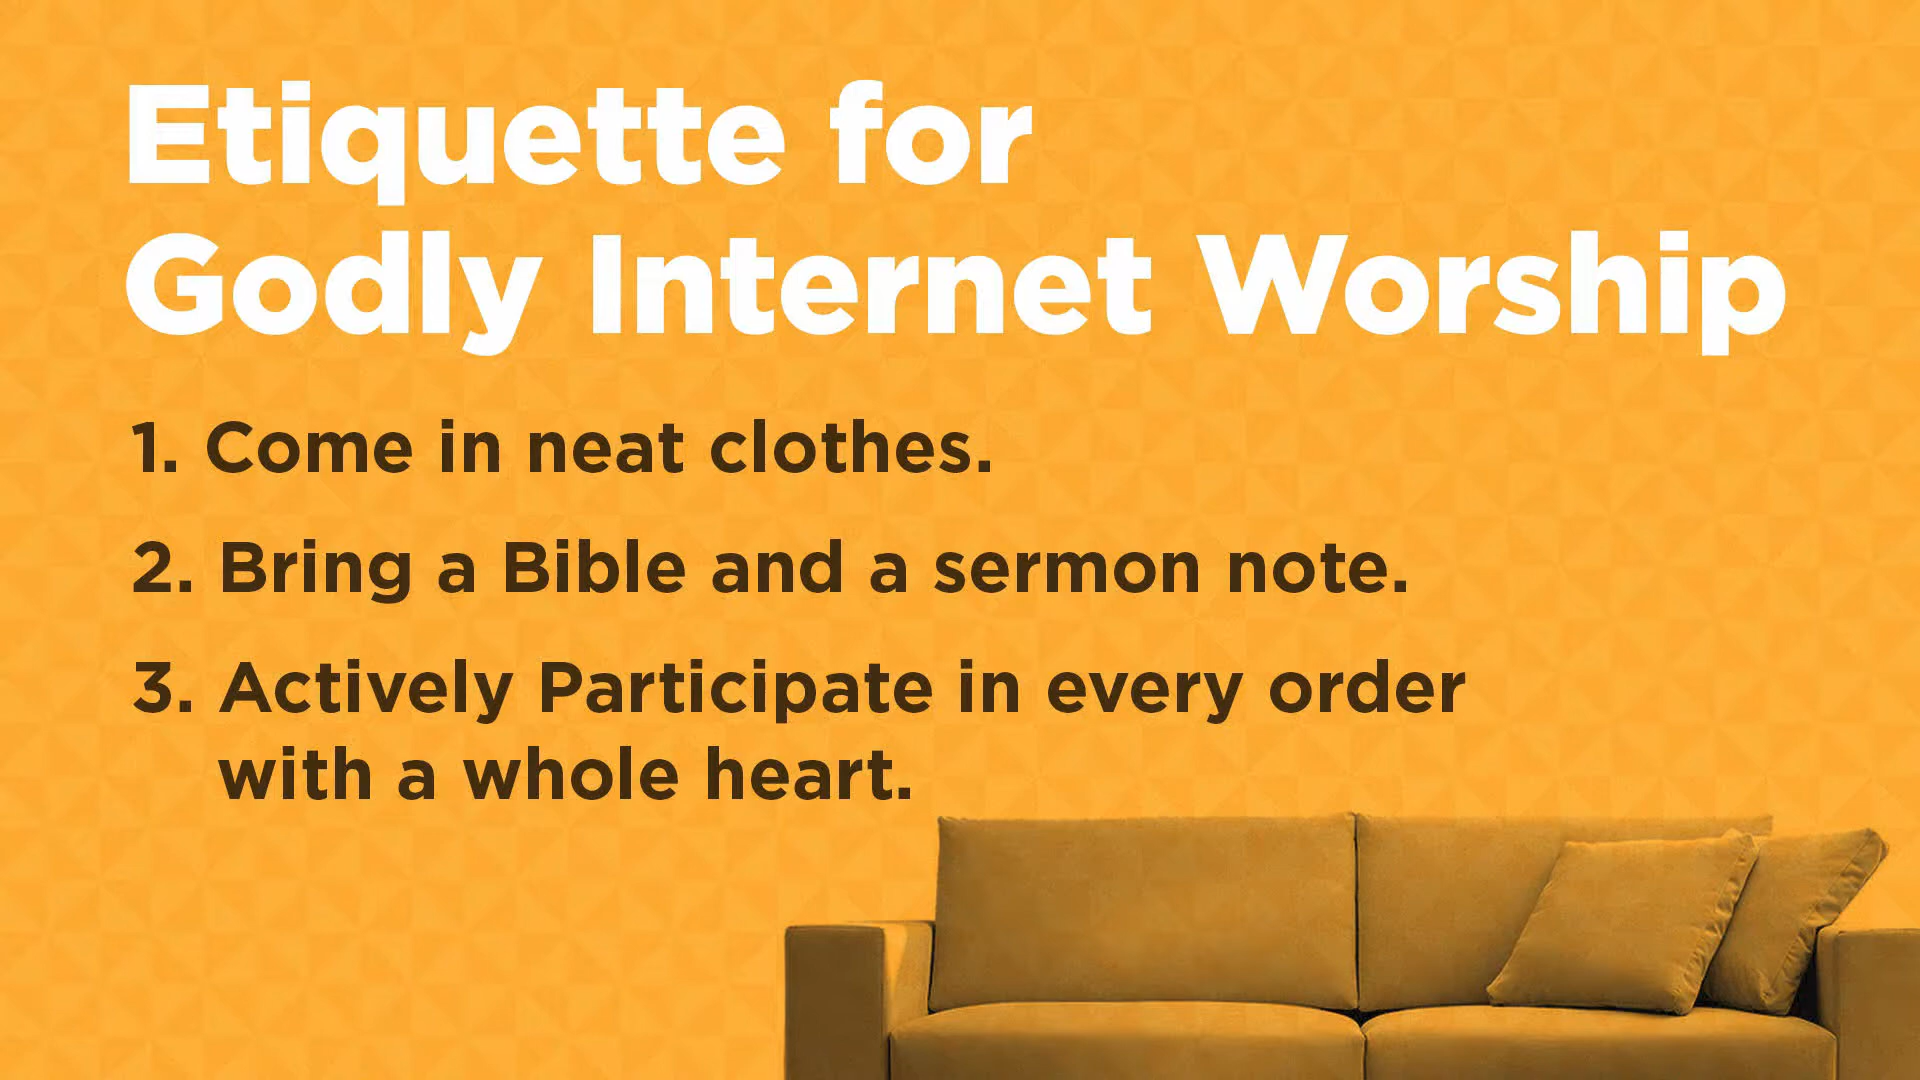 Etiquette for
Godly Internet Worship
1. Come in neat clothes.
2. Bring a Bible and a sermon note.
3. Actively Participate in every order
with a whole heart.